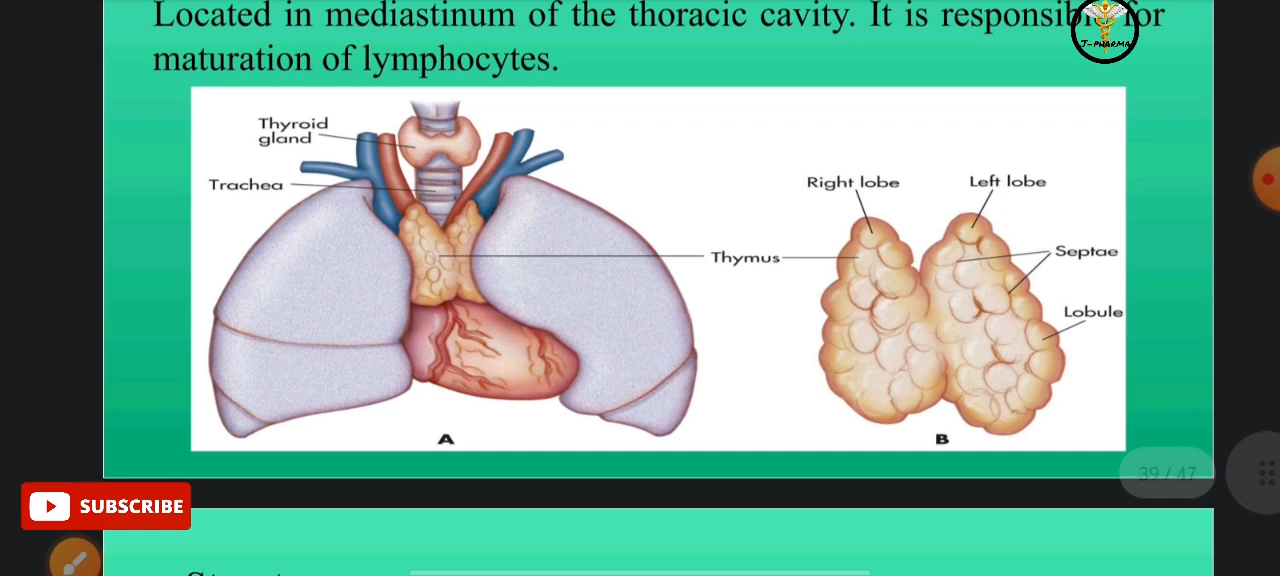 Located in mediastinum of the thoracic cavity. It is responsible for
J-PHARMA
maturation of lymphocytes.
Thyroid
gland
Trachea
Right lobe
Left lobe
Thymus
Septae
Lobule
A
B
39 / 47
SUBSCRIBE